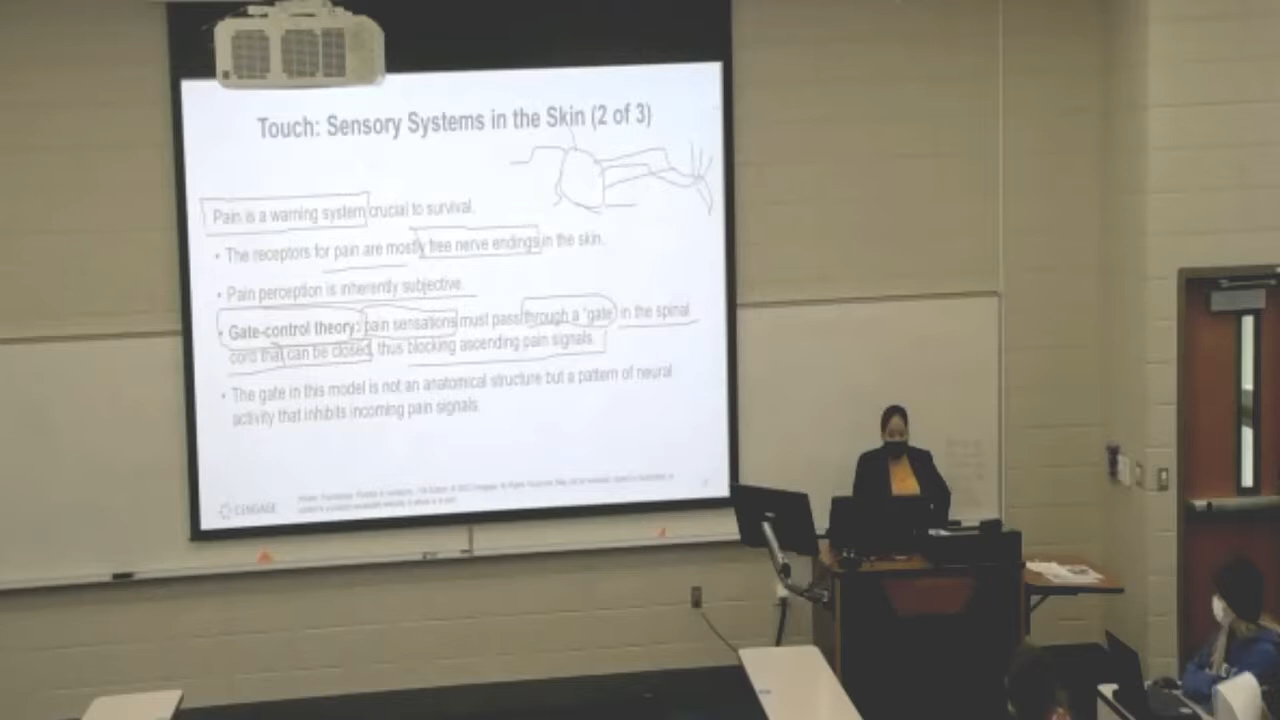 Touch: Sensory Systems in the Skin (2 of 3)
Pain is a warning system crucial to survival.
• The receptors for pain are mostly free nerve endings in the skin.
• Pain perception is inherently subjective.
• Gate-control theory: pain sensations must pass through a 'gate' in the spinal
cord that can be closed, thus blocking ascending pain signals.
• The gate in this model is not an anatomical structure but a pattern of neural
activity that inhibits incoming pain signals.
CENGAGE